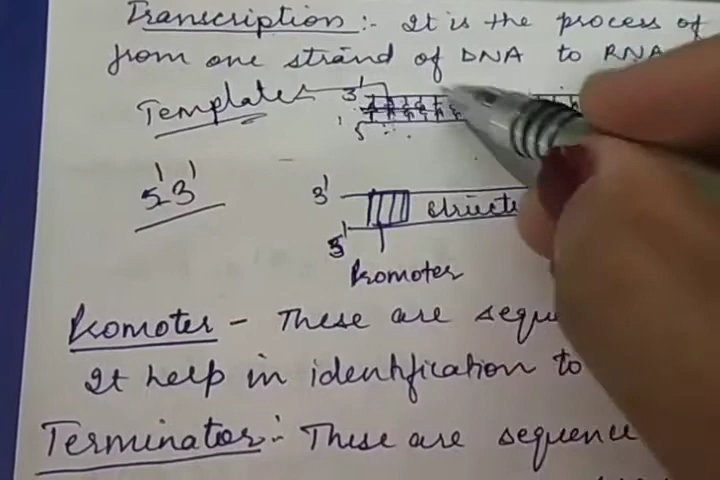 Transcription :- It is the process of
from one strand of DNA to RNA
Template 3'
5
5'3'
3' structu
5'
Promoter
Promoter - These are sequ
It help in identification to
Terminator :- These are sequence